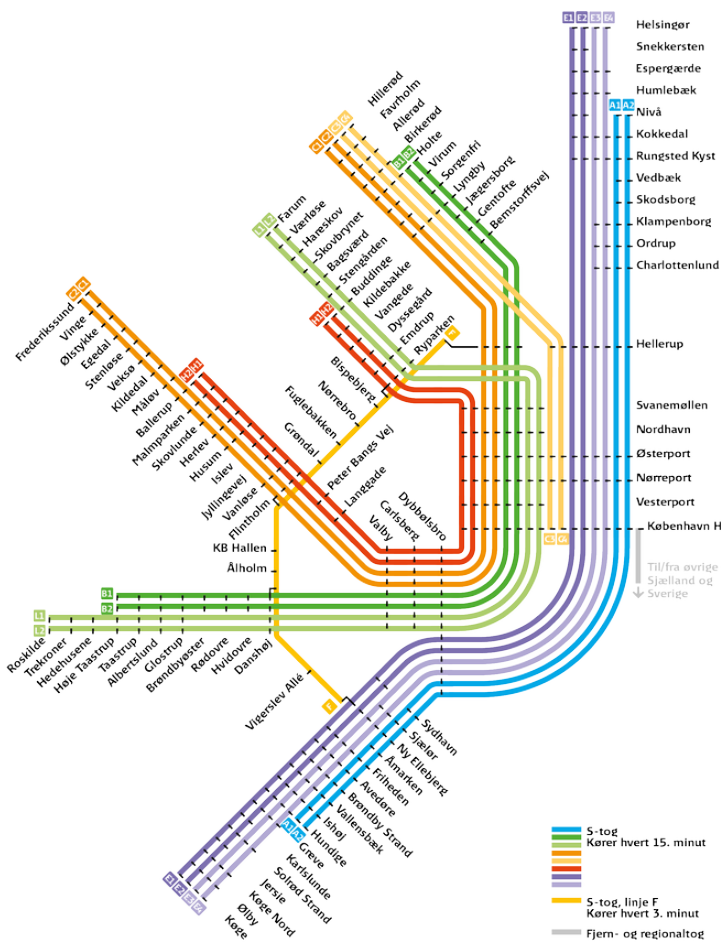 E1 E2 E3 E4
Helsingør
Snekkersten
Espergærde
Humlebæk
A1 A2
Nivå
Kokkedal
Rungsted Kyst
Vedbæk
Skodsborg
Klampenborg
Ordrup
Charlottenlund
Hellerup
Svanemøllen
Nordhavn
Østerport
Nørreport
Vesterport
København H
C3 C4
Til/fra øvrige
Sjælland og
Sverige
Hillerød
Favrholm
Allerød
Birkerød
C1 C2 C3 C4
B1 B2
Holte
Virum
Sorgenfri
Lyngby
Jægersborg
Gentofte
Bernstorffsvej
L1 L2
Farum
Værløse
Hareskov
Skovbrynet
Bagsværd
Stengården
Buddinge
Kildebakke
Vangede
Dyssegård
Emdrup
Ryparken
H1 H2
F
Bispebjerg
Nørrebro
Fuglebakken
Grøndal
C2 C1
Frederikssund
Vinge
Ølstykke
Egedal
Stenløse
Veksø
Kildedal
Måløv
H2 H1
Ballerup
Malmparken
Skovlunde
Herlev
Husum
Islev
Jyllingevej
Vanløse
Flintholm
Peter Bangs Vej
Langgade
Valby
Carlsberg
Dybbølsbro
KB Hallen
Ålholm
B1
B2
L1
L2
Roskilde
Trekroner
Hedehusene
Høje Taastrup
Taastrup
Albertslund
Glostrup
Brøndbyøster
Rødovre
Hvidovre
Danshøj
Vigerslev Allé
F
Sydhavn
Sjælør
Ny Ellebjerg
Åmarken
Friheden
Avedøre
Brøndby Strand
Vallensbæk
Ishøj
Hundige
A1 A2
Greve
Karlslunde
Solrød Strand
Jersie
Køge Nord
Ølby
Køge
E1 E2 E3 E4
S-tog
Kører hvert 15. minut
S-tog, linje F
Kører hvert 3. minut
Fjern- og regionaltog